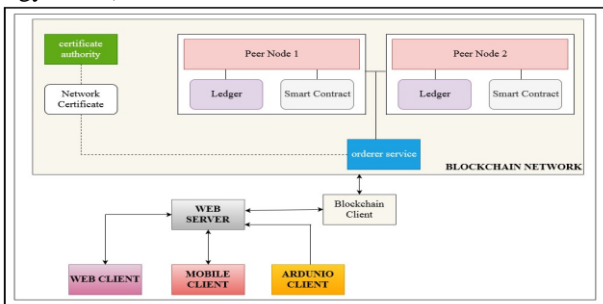 certificate
authority
Network
Certificate
Peer Node 1
Ledger
Smart Contract
Peer Node 2
Ledger
Smart Contract
orderer service
BLOCKCHAIN NETWORK
WEB
SERVER
Blockchain
Client
WEB CLIENT
MOBILE
CLIENT
ARDUNIO
CLIENT